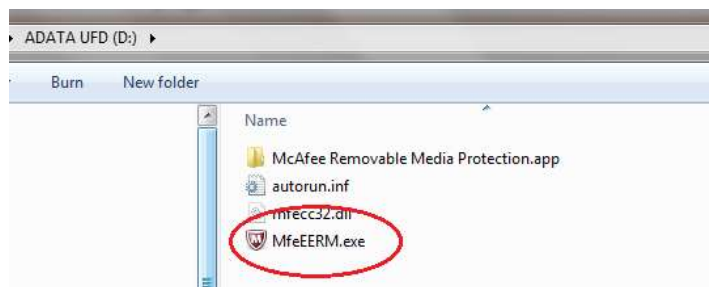 ADATA UFD (D:)
Burn New folder
Name
McAfee Removable Media Protection.app
autorun.inf
mfecc32.dll
MfeEERM.exe